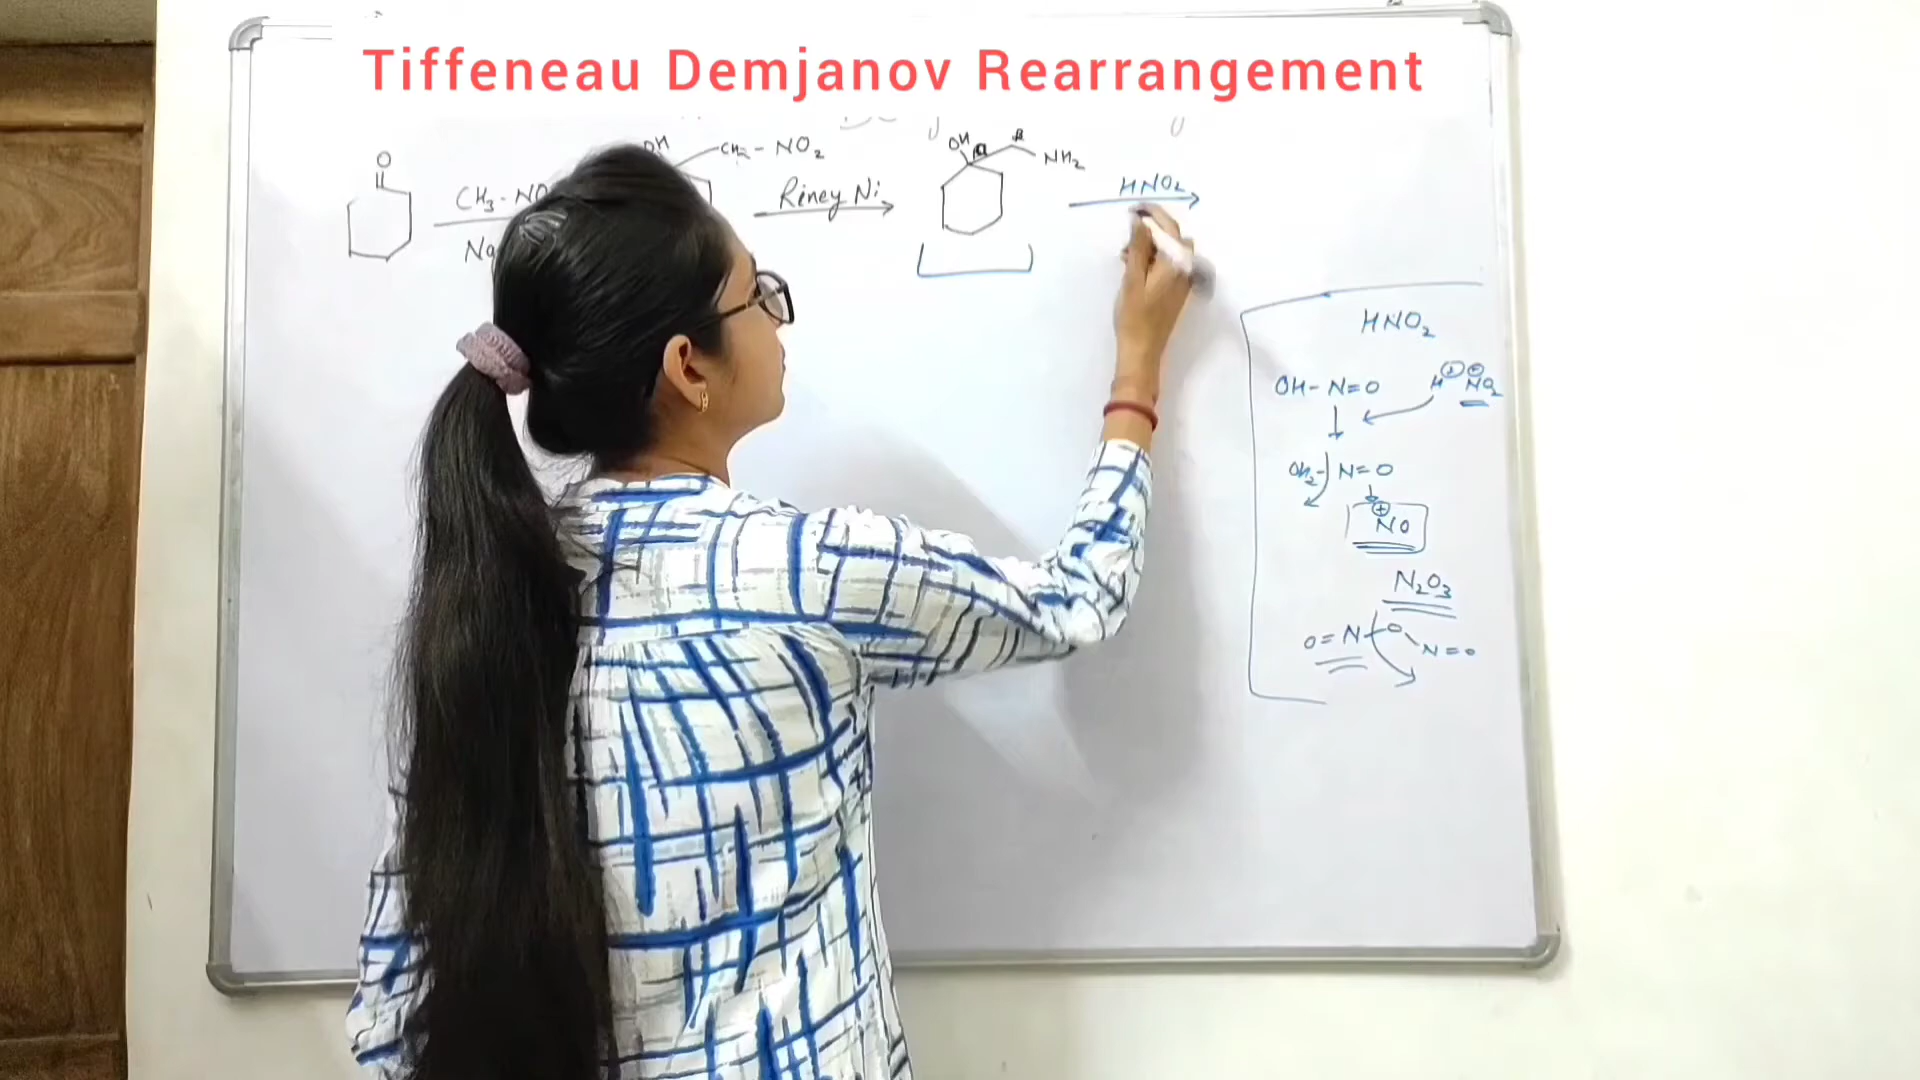 Tiffeneau Demjanov Rearrangement
O
CH3 - NO
Na
OH
CH2 - NO2
Riney Ni
OH
NH2
HNO2
HNO2
OH - N = O
H⊕ ⊖NO2
OH2 - N = O
⊕NO
N2O3
O = N - O
N = O